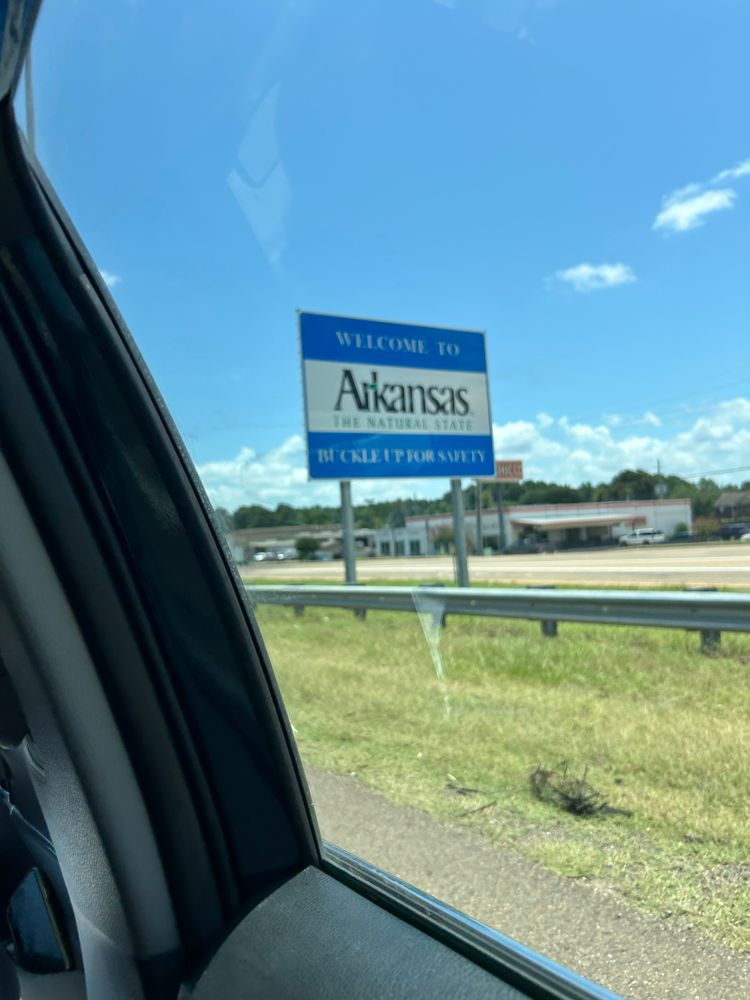 WELCOME TO
Arkansas
THE NATURAL STATE
BUCKLE UP FOR SAFETY